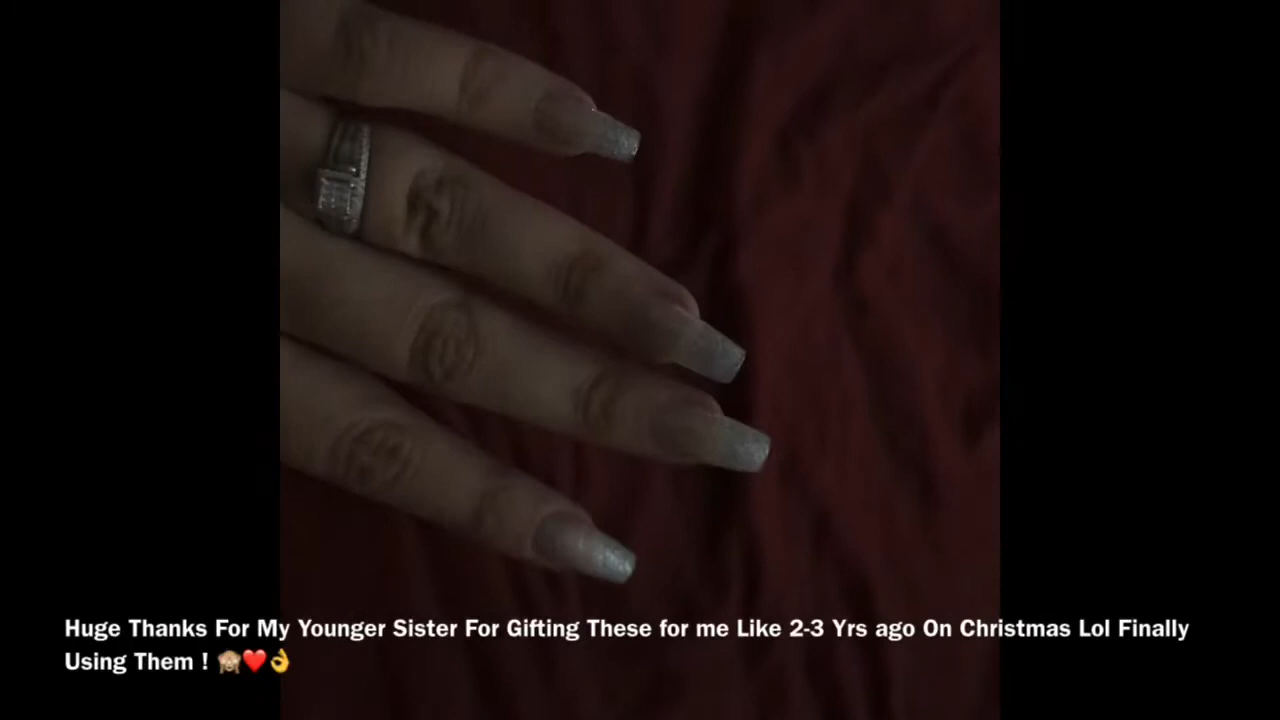 Huge Thanks For My Younger Sister For Gifting These for me Like 2-3 Yrs ago On Christmas Lol Finally
Using Them ! 🙈❤️👌